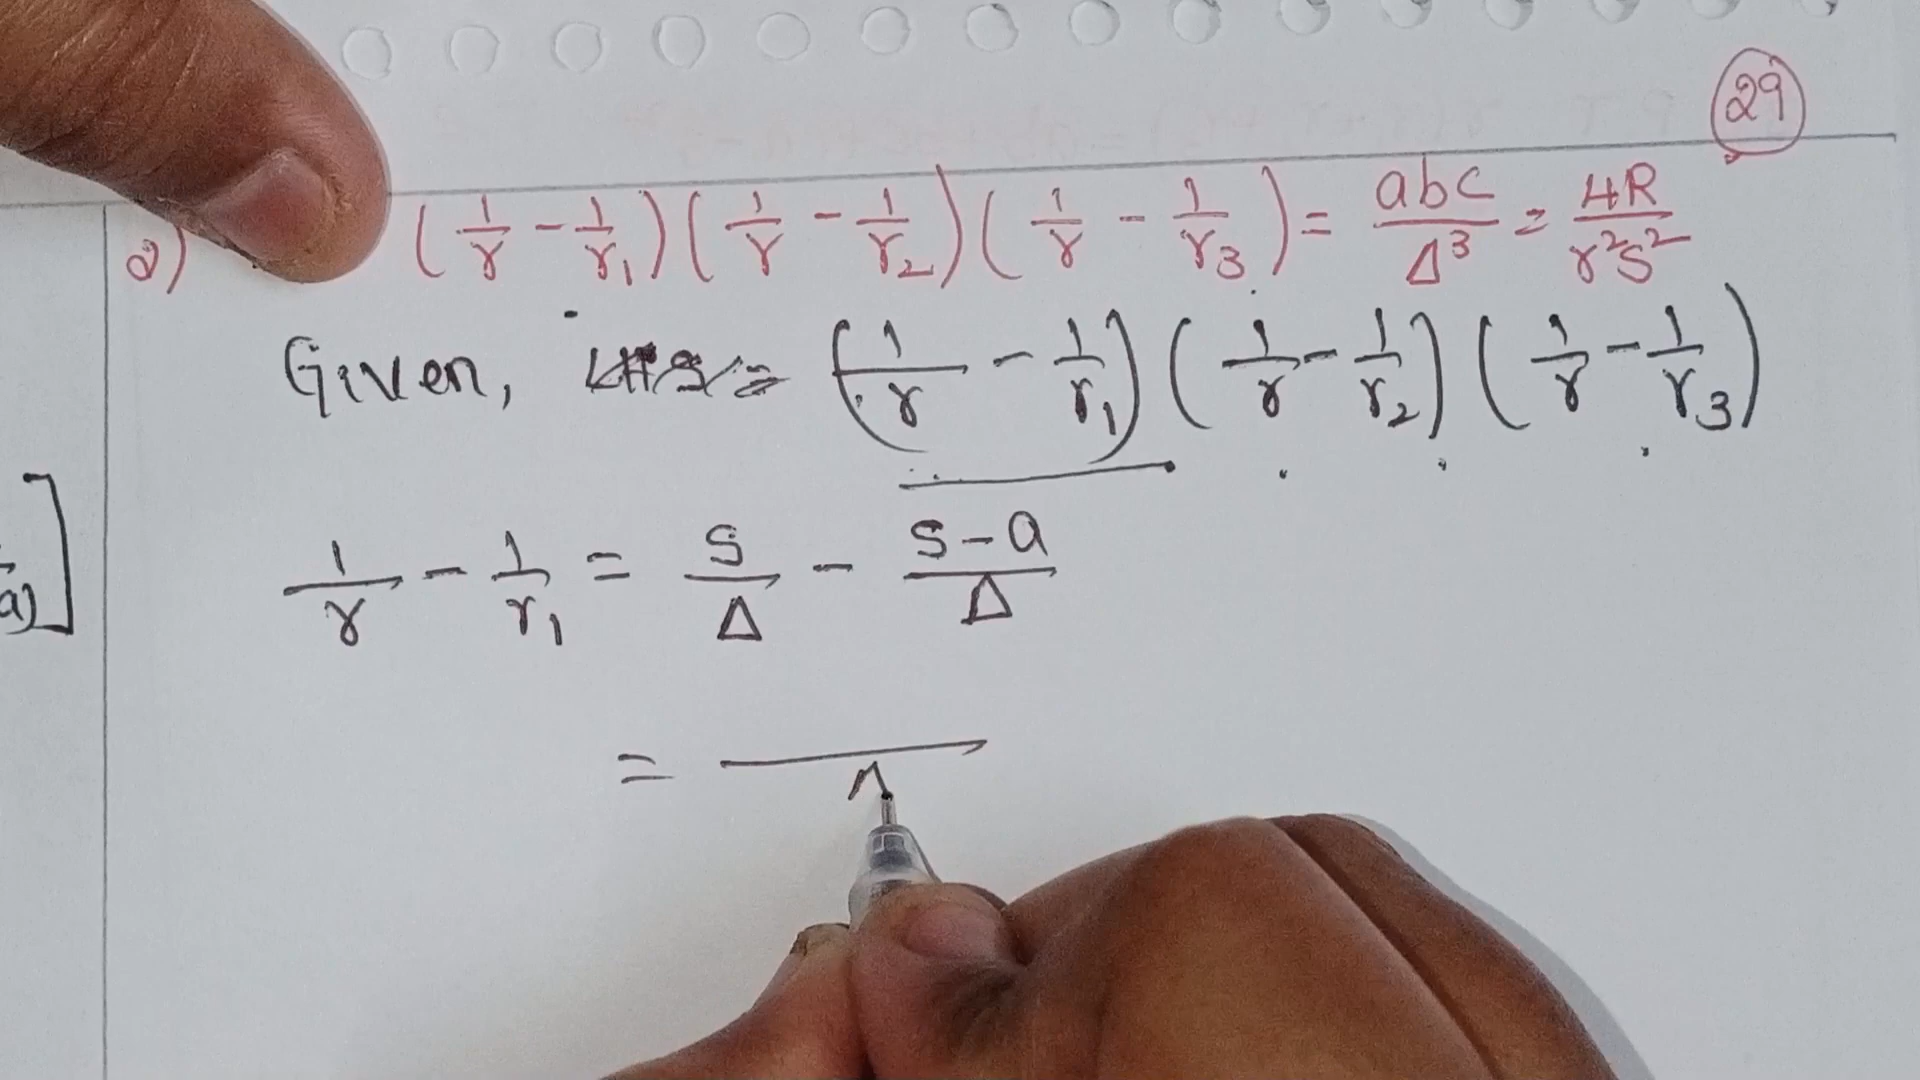 29
2) (1/r - 1/r₁)(1/r - 1/r₂)(1/r - 1/r₃) = abc/Δ³ = 4R/r²s²
Given, LHS = (1/r - 1/r₁)(1/r - 1/r₂)(1/r - 1/r₃)
1/r - 1/r₁ = s/Δ - s-a/Δ
a)]
= /Δ